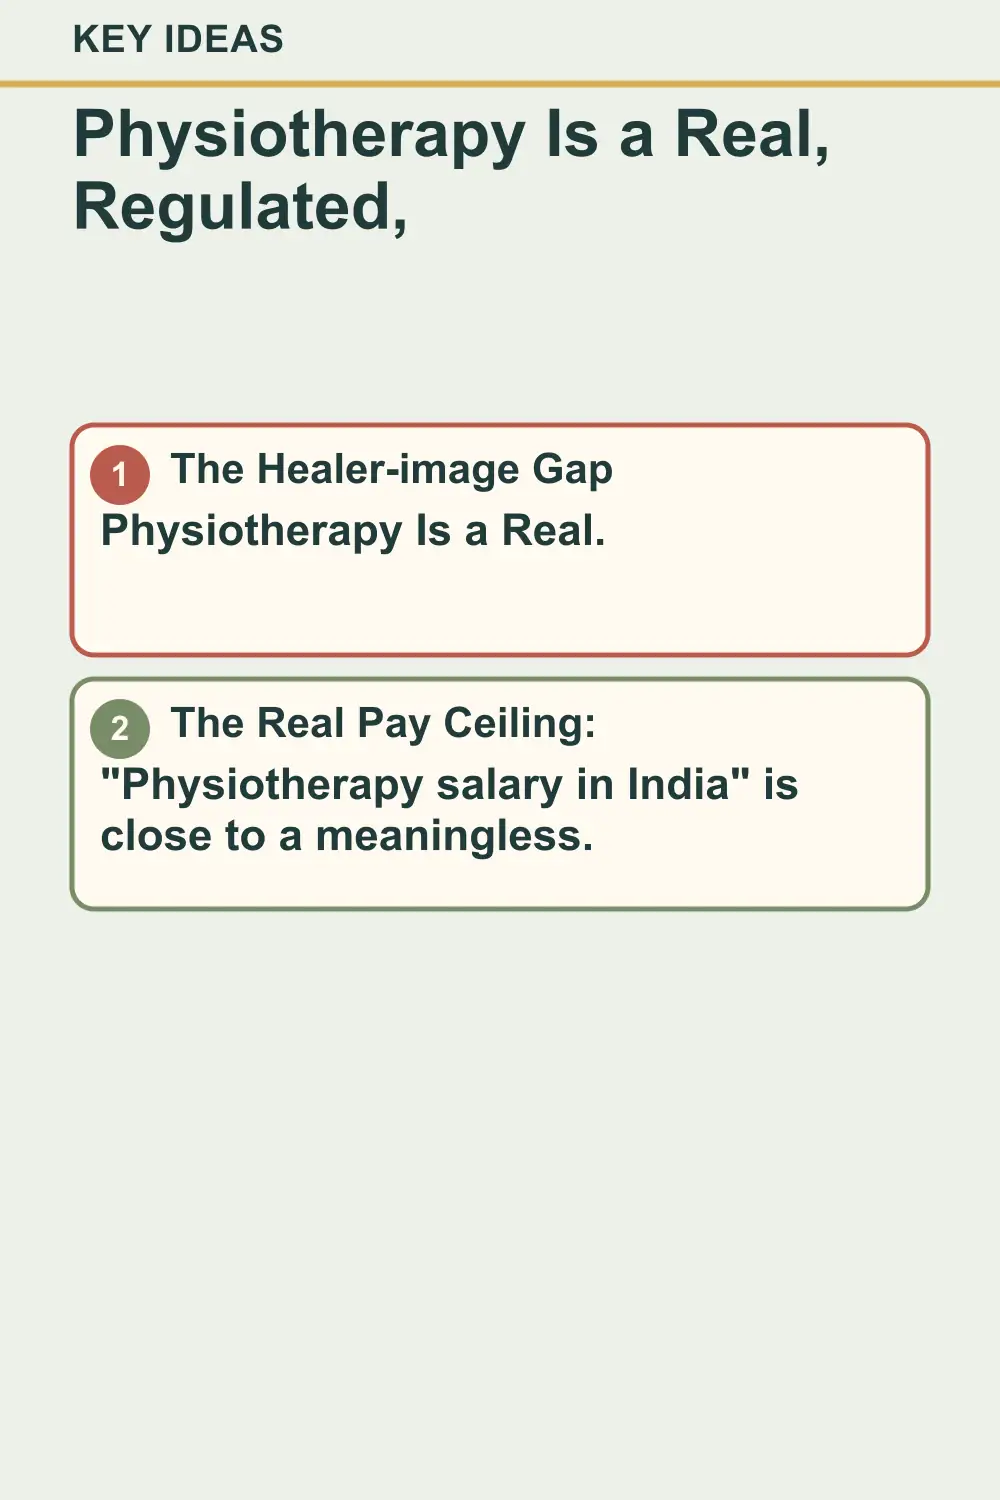 KEY IDEAS
Physiotherapy Is a Real,
Regulated,
1 The Healer-image Gap
Physiotherapy Is a Real.
2 The Real Pay Ceiling:
"Physiotherapy salary in India" is
close to a meaningless.